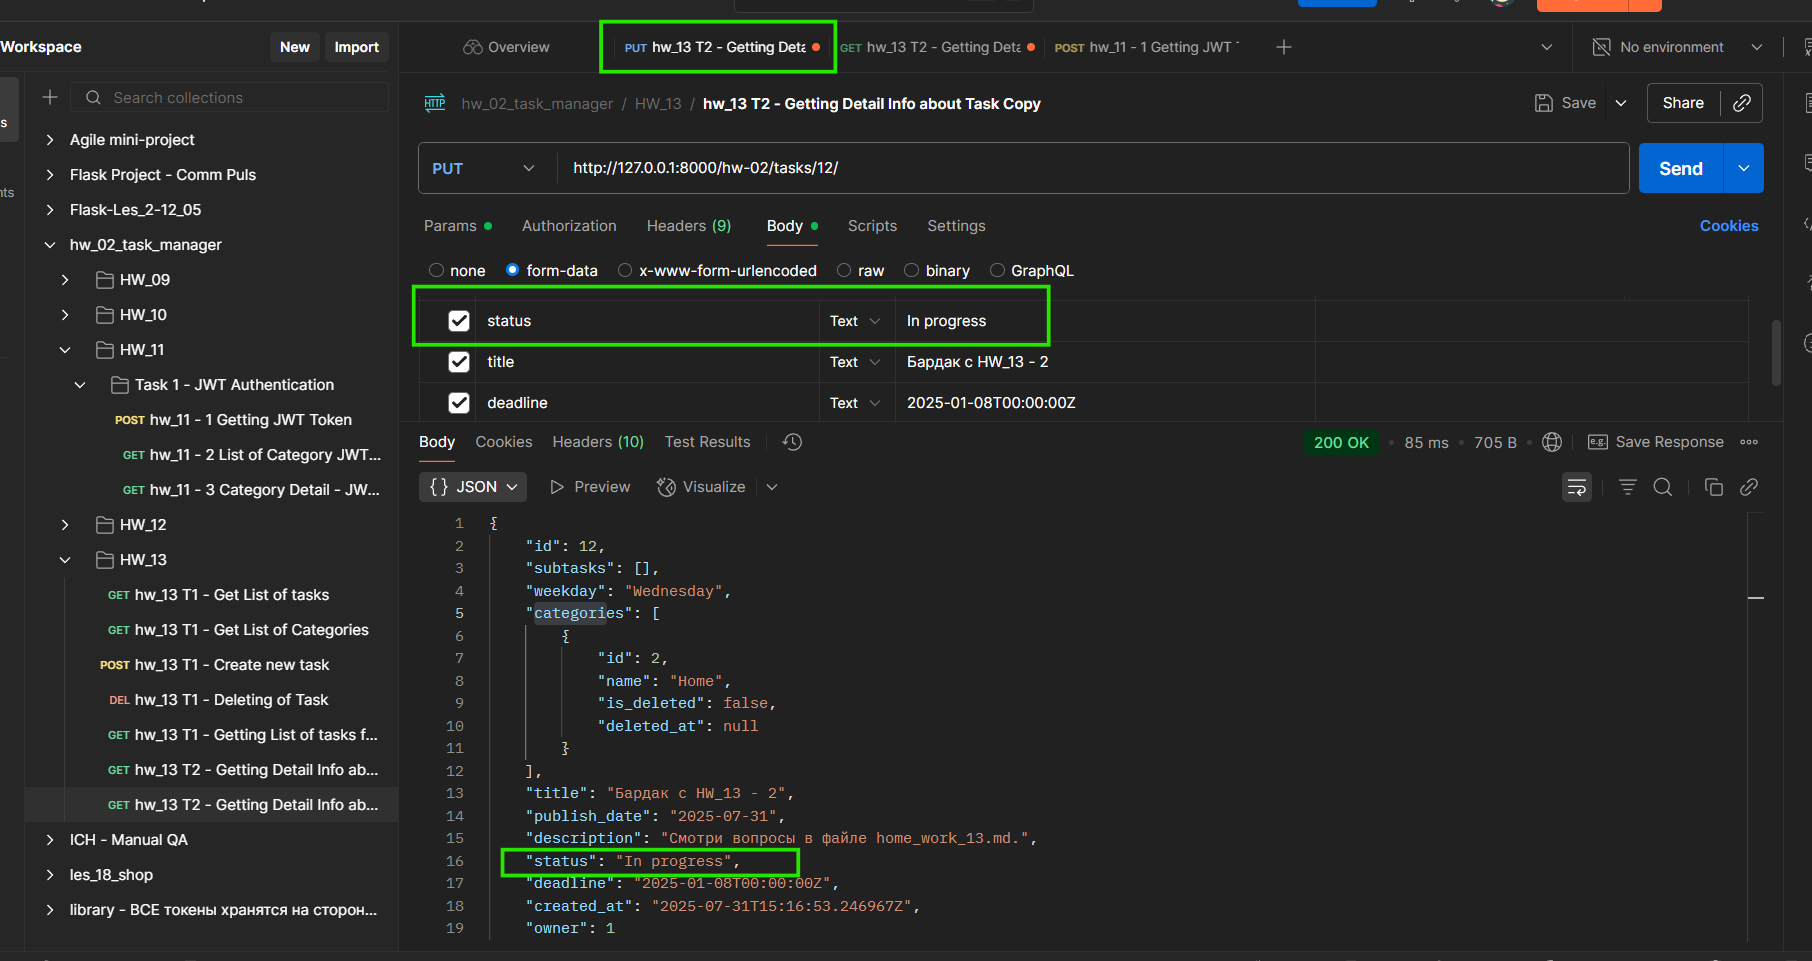 Workspace
New
Import
Overview
PUT hw_13 T2 - Getting Deta
GET hw_13 T2 - Getting Deta
POST hw_11 - 1 Getting JWT
No environment
Search collections
HTTP
hw_02_task_manager / HW_13 / hw_13 T2 - Getting Detail Info about Task Copy
Save
Share
Agile mini-project
Flask Project - Comm Puls
Flask-Les_2-12_05
hw_02_task_manager
HW_09
HW_10
HW_11
Task 1 - JWT Authentication
POST hw_11 - 1 Getting JWT Token
GET hw_11 - 2 List of Category JWT...
GET hw_11 - 3 Category Detail - JW...
HW_12
HW_13
GET hw_13 T1 - Get List of tasks
GET hw_13 T1 - Get List of Categories
POST hw_13 T1 - Create new task
DEL hw_13 T1 - Deleting of Task
GET hw_13 T1 - Getting List of tasks f...
GET hw_13 T2 - Getting Detail Info ab...
GET hw_13 T2 - Getting Detail Info ab...
ICH - Manual QA
les_18_shop
library - ВСЕ токены хранятся на сторон...
PUT
http://127.0.0.1:8000/hw-02/tasks/12/
Send
Params
Authorization
Headers (9)
Body
Scripts
Settings
Cookies
none
form-data
x-www-form-urlencoded
raw
binary
GraphQL
status Text In progress
title Text Бардак с HW_13 - 2
deadline Text 2025-01-08T00:00:00Z
Body
Cookies
Headers (10)
Test Results
200 OK
85 ms
705 B
e.g.
Save Response
{} JSON
Preview
Visualize
1 {
2 "id": 12,
3 "subtasks": [],
4 "weekday": "Wednesday",
5 "categories": [
6 {
7 "id": 2,
8 "name": "Home",
9 "is_deleted": false,
10 "deleted_at": null
11 }
12 ],
13 "title": "Бардак с HW_13 - 2",
14 "publish_date": "2025-07-31",
15 "description": "Смотри вопросы в файле home_work_13.md.",
16 "status": "In progress",
17 "deadline": "2025-01-08T00:00:00Z",
18 "created_at": "2025-07-31T15:16:53.246967Z",
19 "owner": 1